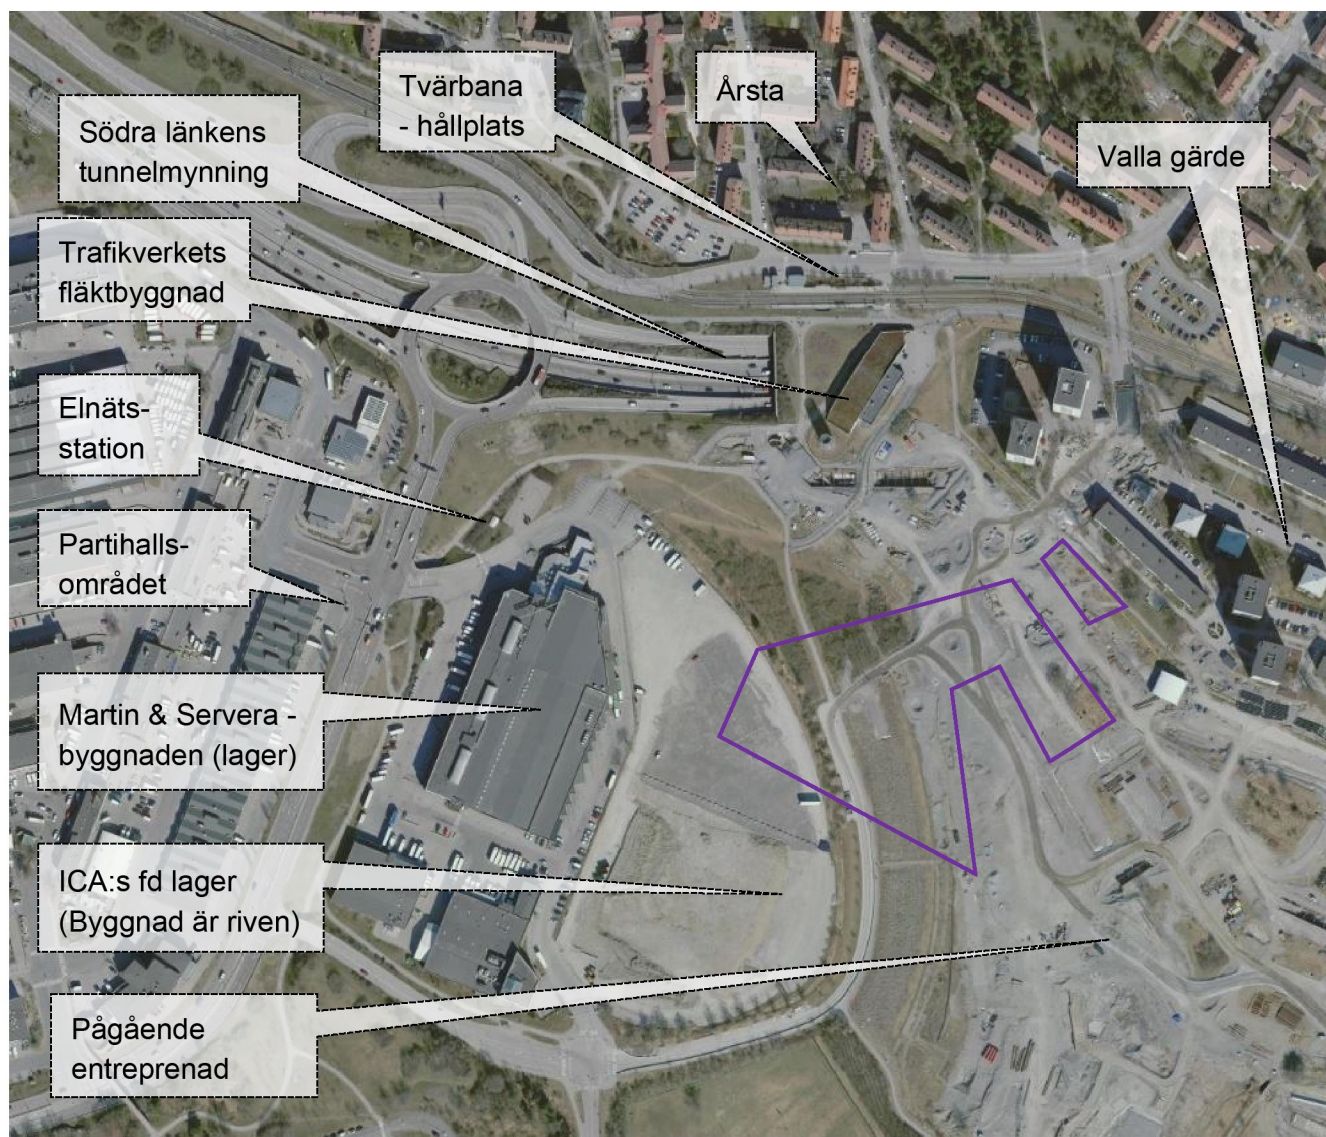 Tvärbana
- hållplats
Årsta
Södra länkens
tunnelmynning
Valla gärde
Trafikverkets
fläktbyggnad
Elnäts-
station
Partihalls-
området
Martin & Servera -
byggnaden (lager)
ICA:s fd lager
(Byggnad är riven)
Pågående
entreprenad